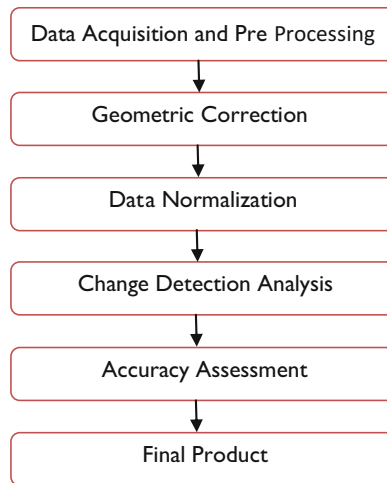 Data Acquisition and Pre Processing
Geometric Correction
Data Normalization
Change Detection Analysis
Accuracy Assessment
Final Product